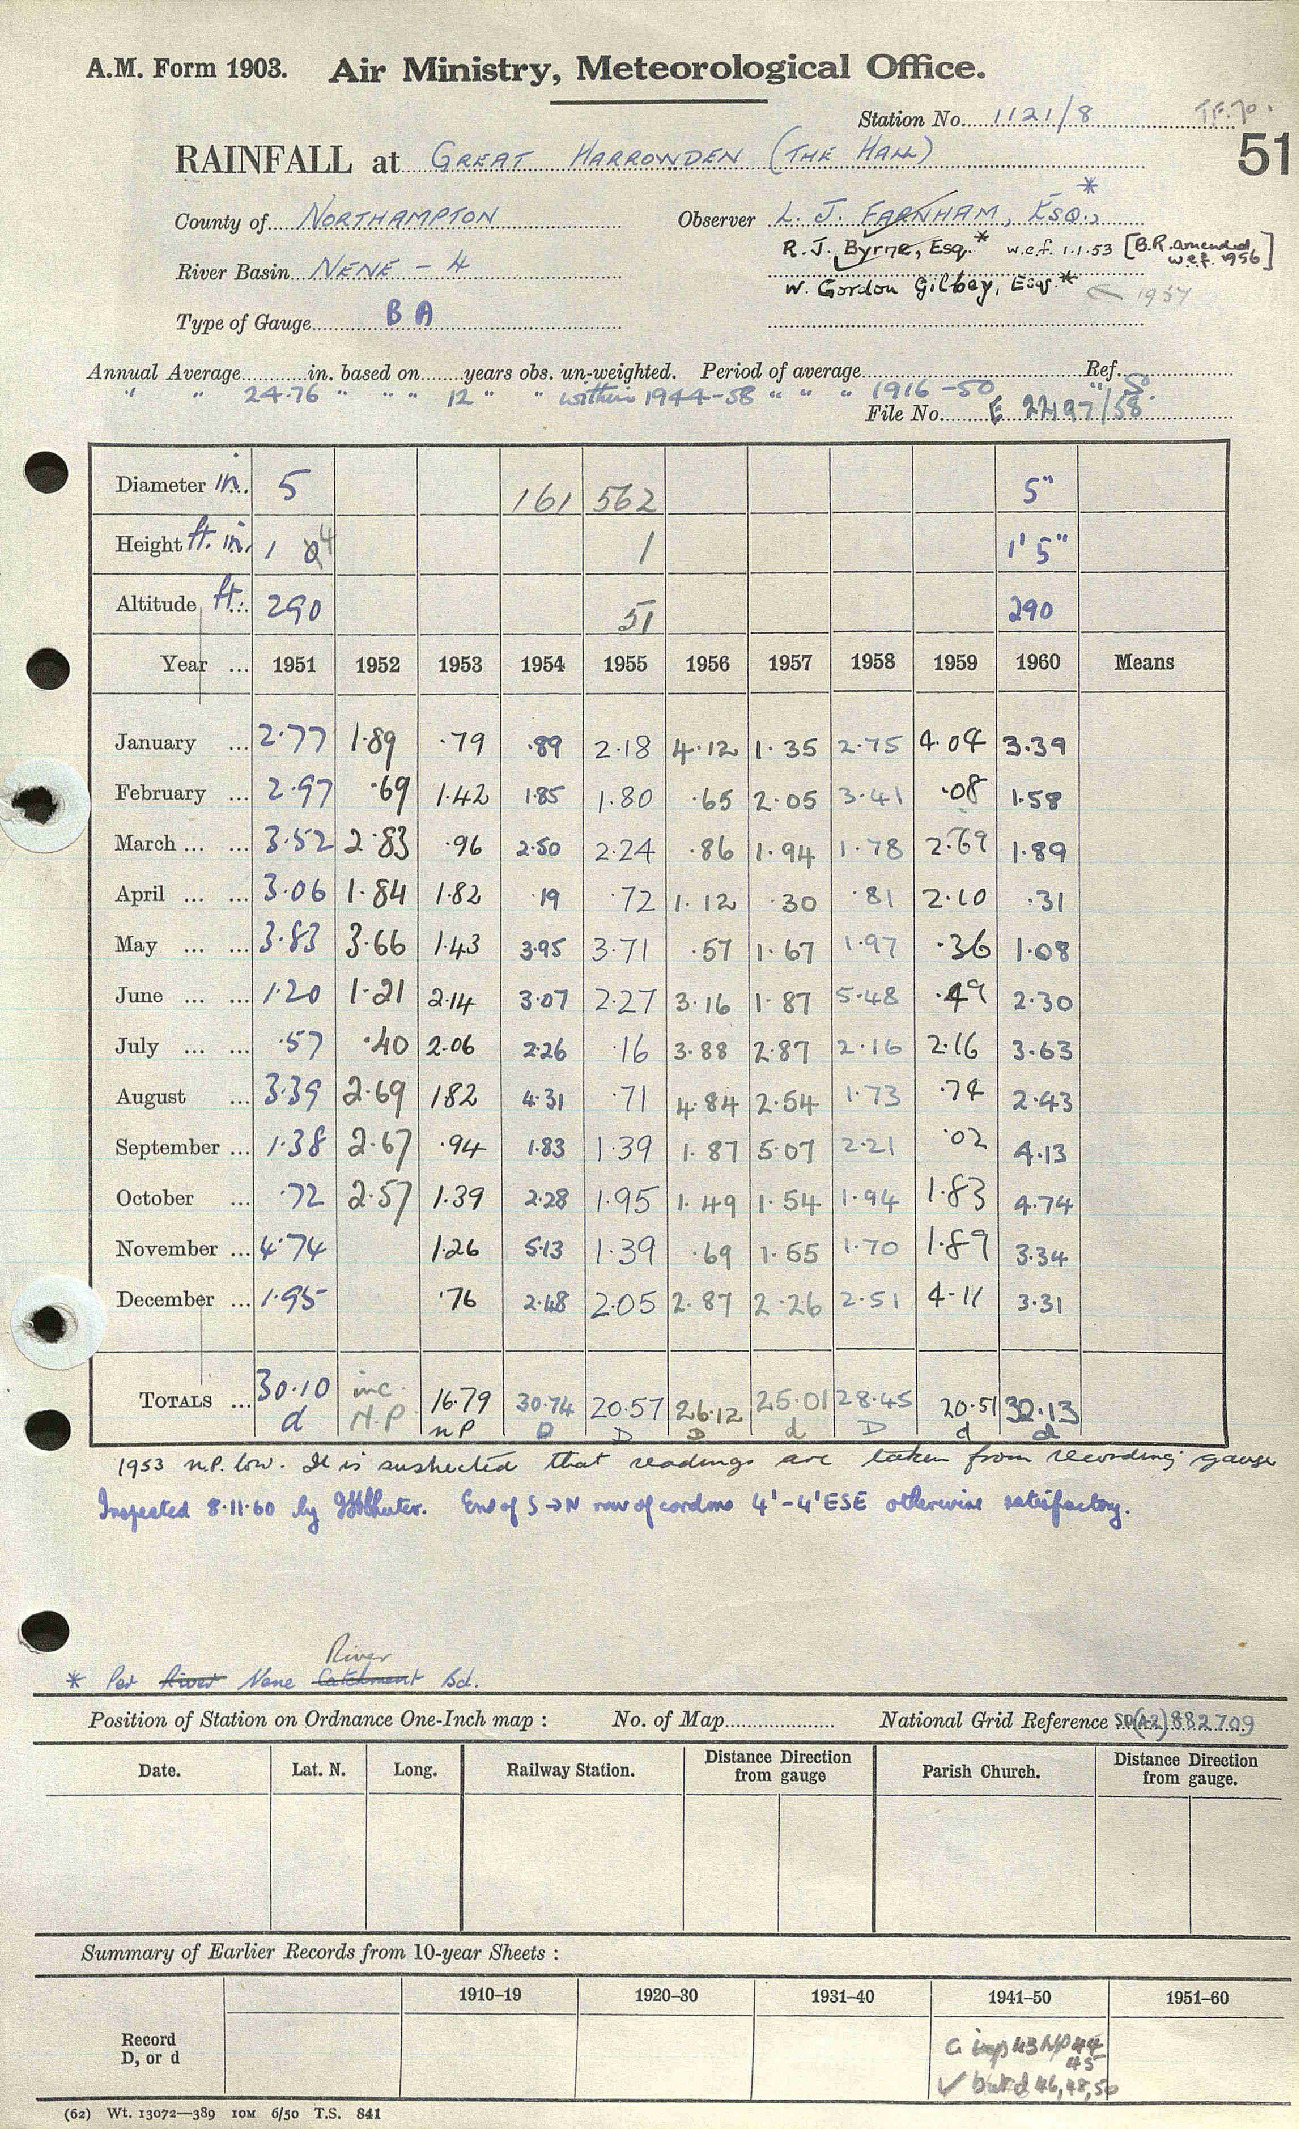 A.M. Form 1903. Air Ministry, Meteorological Office.
Station No. 1121/8
51
RAINFALL at GREAT HARROWDEN (THE HALL)
County of NORTHAMPTON Observer L. J. FARNHAM, ESQ., *
R. J. Byrne, Esq. * w.e.f. 1.1.53 [B.R. amended w.e.f. 1956]
River Basin NENE - 4
W. Gordon Gilbey, Esq. * 1957
Type of Gauge BA
Annual Average in. based on years obs. un-weighted. Period of average Ref.
" " 24.76 " " " 12 " " within 1944-58 " " " 1916-50 " S.
File No. E 22197/58
Diameter in. 5 161 562 5"
Height ft. in. 1 4 1 1' 5"
Altitude ft. 290 51 290
Year ... 1951 1952 1953 1954 1955 1956 1957 1958 1959 1960 Means
January ... 2.77 1.89 .79 .89 2.18 4.12 1.35 2.75 4.04 3.39
February ... 2.97 .69 1.42 1.85 1.80 .65 2.05 3.41 .08 1.58
March ... ... 3.52 2.83 .96 2.50 2.24 .86 1.94 1.78 2.69 1.89
April ... ... 3.06 1.84 1.82 .19 .72 1.12 .30 .81 2.10 .31
May ... ... 3.83 3.66 1.43 3.95 3.71 .57 1.67 1.97 .36 1.08
June ... ... 1.20 1.21 2.14 3.07 2.27 3.16 1.87 5.48 .49 2.30
July ... ... .57 .40 2.06 2.26 .16 3.88 2.87 2.16 2.16 3.63
August ... 3.39 2.69 1.82 4.31 .71 4.84 2.54 1.73 .74 2.43
September ... 1.38 2.67 .94 1.83 1.39 1.87 5.07 2.21 .02 4.13
October ... .72 2.57 1.39 2.28 1.95 1.49 1.54 1.94 1.83 4.74
November ... 4.74 1.26 5.13 1.39 .69 1.55 1.70 1.89 3.34
December ... 1.95 .76 2.48 2.05 2.87 2.26 2.51 4.11 3.31
TOTALS ... 30.10 inc. 16.79 30.74 20.57 26.12 25.01 28.45 20.51 32.13
d N.P. n P D D D d D d d
1953 n.P. low. It is suspected that readings are taken from recording gauge
Inspected 8.11.60 by End of S→N row of cordons 4'-4' ESE otherwise satisfactory.
River
* Per River Nene Catchment Bd.
Position of Station on Ordnance One-Inch map : No. of Map National Grid Reference SP(42)882709
Date. Lat. N. Long. Railway Station. Distance from gauge Direction Parish Church. Distance from gauge. Direction
Summary of Earlier Records from 10-year Sheets :
1910–19 1920–30 1931–40 1941–50 1951–60
Record D, or d
43 NP 44
45
✓ but d 46, 48, 50
(62) Wt. 13072—389 10M 6/50 T.S. 841